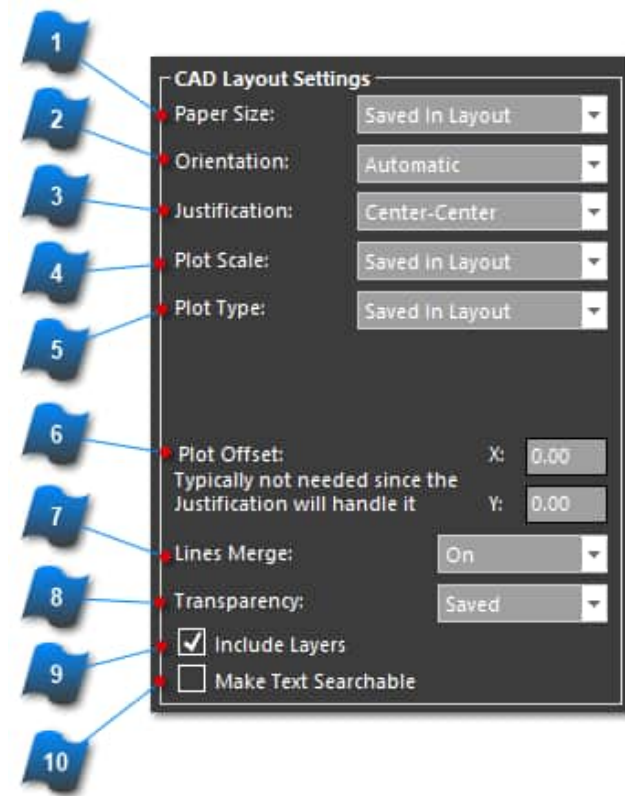 1
CAD Layout Settings
Paper Size: Saved In Layout
2
Orientation: Automatic
3
Justification: Center-Center
4
Plot Scale: Saved in Layout
5
Plot Type: Saved In Layout
6
Plot Offset: X: 0.00
Typically not needed since the
Justification will handle it Y: 0.00
7
Lines Merge: On
8
Transparency: Saved
9
Include Layers
10
Make Text Searchable